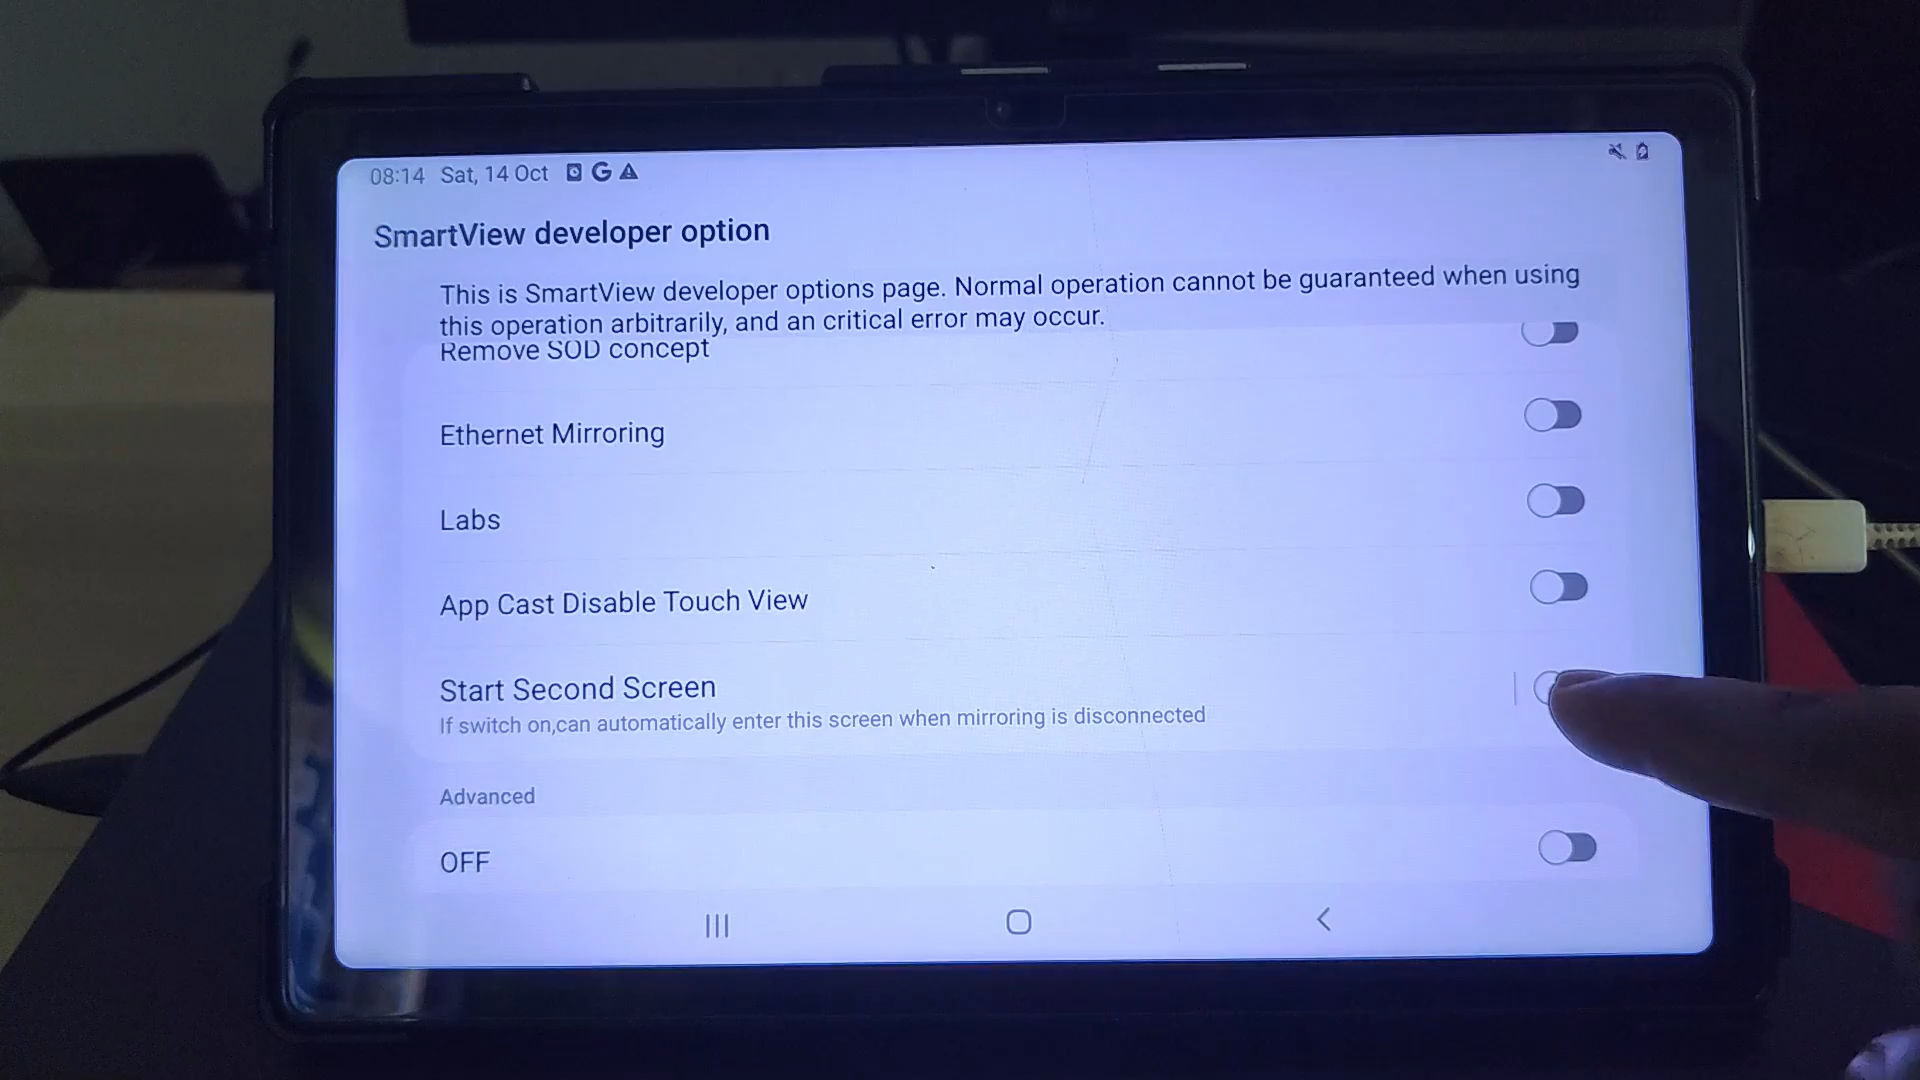 08:14 Sat, 14 Oct G
SmartView developer option
This is SmartView developer options page. Normal operation cannot be guaranteed when using
this operation arbitrarily, and an critical error may occur.
Remove SOD concept
Ethernet Mirroring
Labs
App Cast Disable Touch View
Start Second Screen
If switch on,can automatically enter this screen when mirroring is disconnected
Advanced
OFF